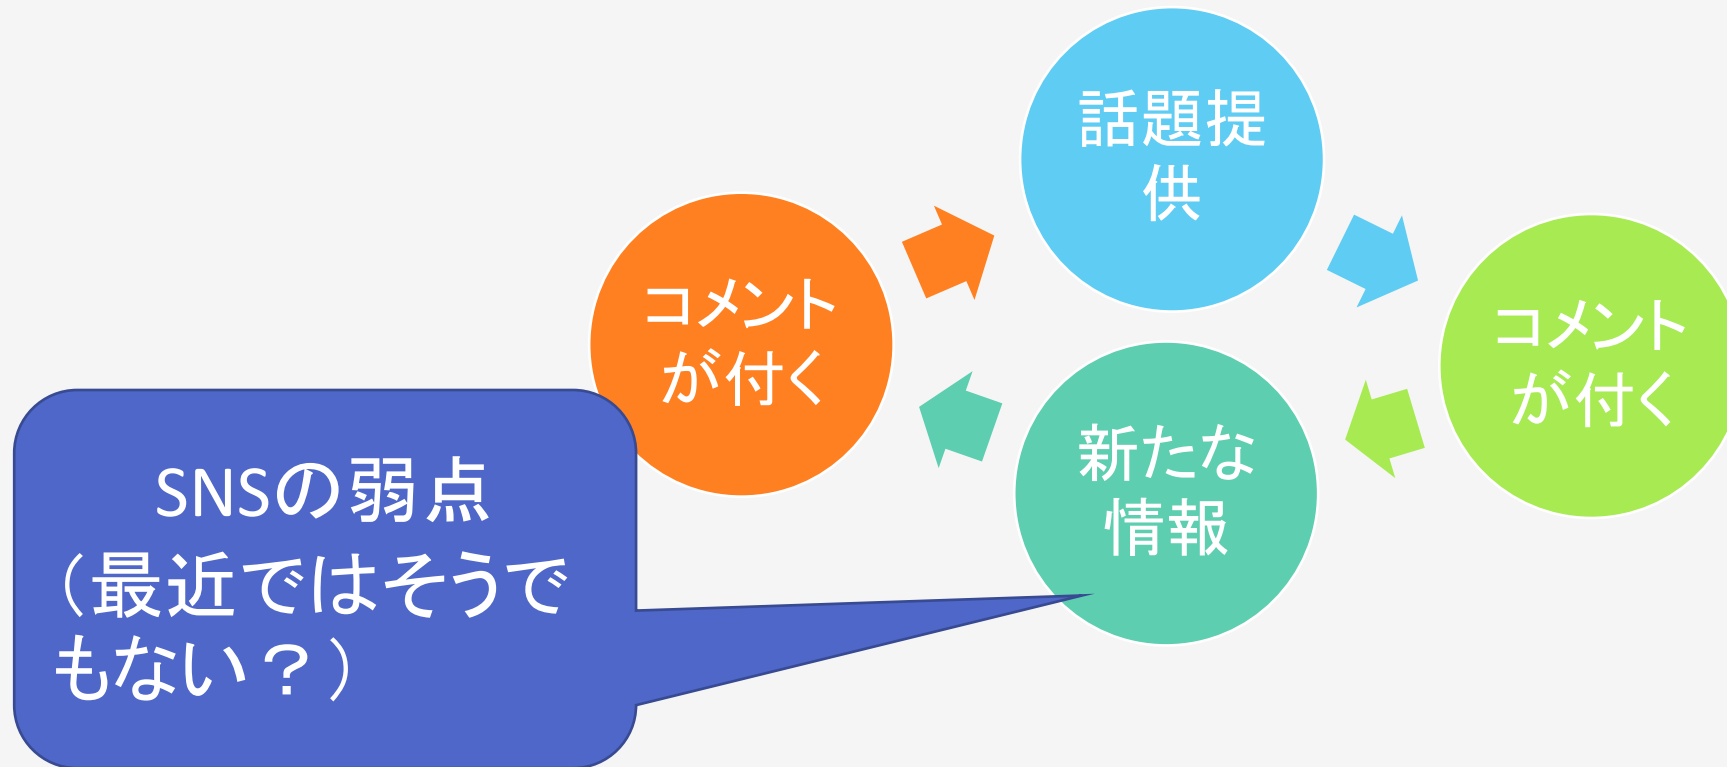 話題提
供
コメント
が付く
コメント
が付く
新たな
情報
SNSの弱点
（最近ではそうで
もない？）